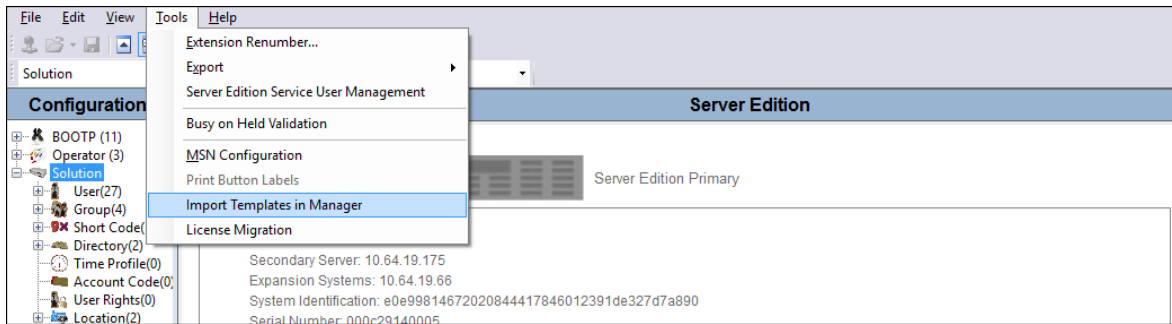 File Edit View Tools Help
Extension Renumber...
Solution
Export
Server Edition Service User Management
Configuration
Server Edition
Busy on Held Validation
BOOTP (11)
Operator (3)
MSN Configuration
Solution
Print Button Labels
Server Edition Primary
User(27)
Import Templates in Manager
Group(4)
Short Code(
License Migration
Directory(2)
Time Profile(0)
Secondary Server: 10.64.19.175
Account Code(0)
Expansion Systems: 10.64.19.66
User Rights(0)
System Identification: e0e99814672020844417846012391de327d7a890
Location(2)
Serial Number: 000c29140005